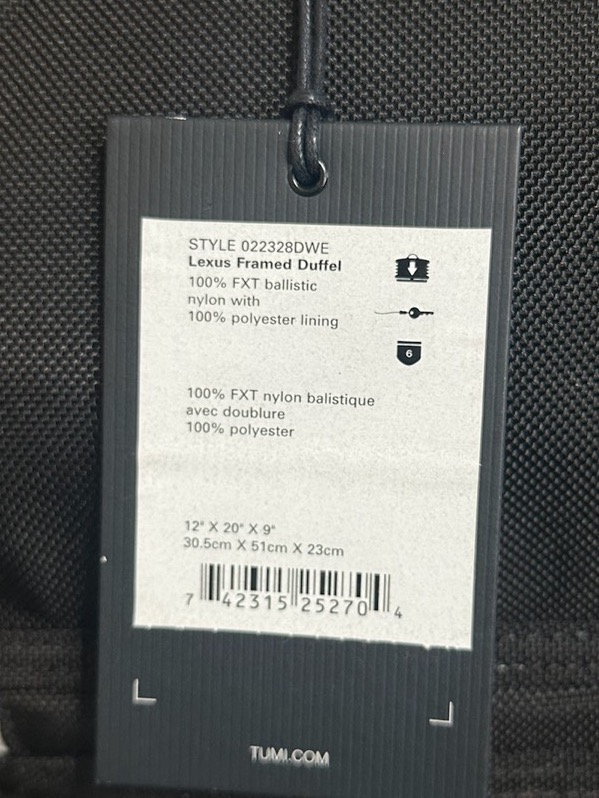 STYLE 022328DWE
Lexus Framed Duffel
100% FXT ballistic
nylon with
100% polyester lining
6
100% FXT nylon balistique
avec doublure
100% polyester
12" X 20" X 9"
30.5cm X 51cm X 23cm
7 42315 25270 4
TUMI.COM